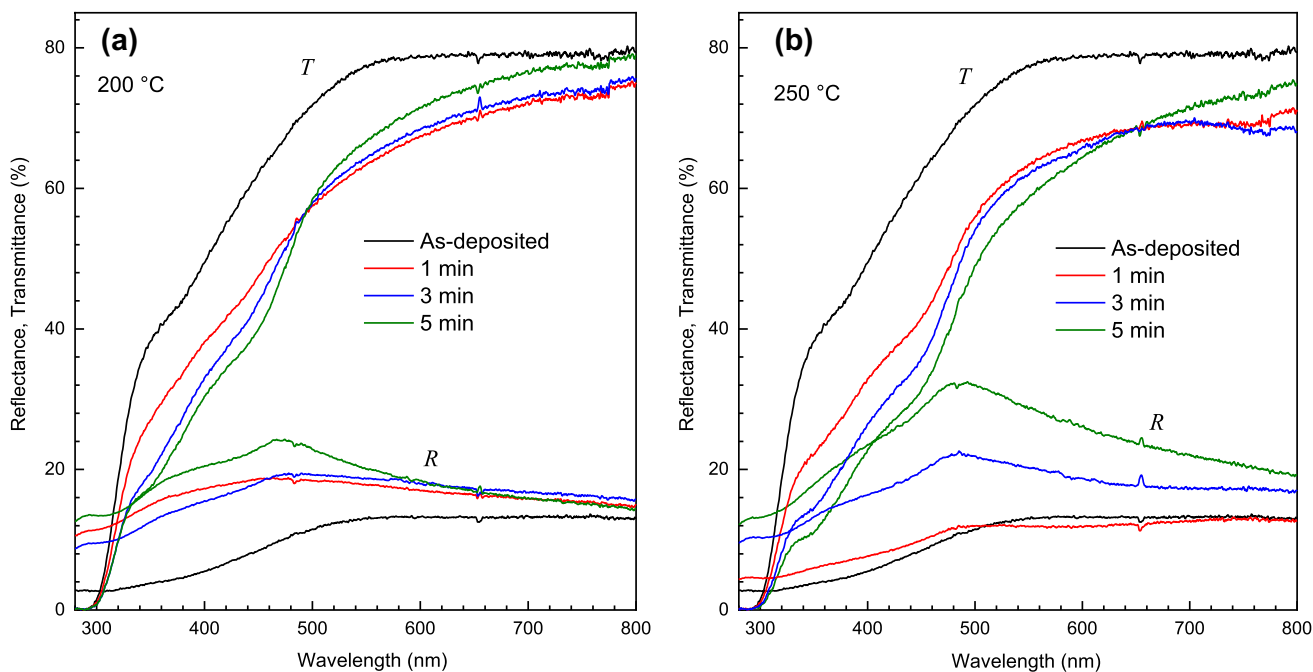 (a)
200 °C
T
R
As-deposited
1 min
3 min
5 min
Reflectance, Transmittance (%)
0
20
40
60
80
300 400 500 600 700 800
Wavelength (nm)
(b)
250 °C
T
R
As-deposited
1 min
3 min
5 min
Reflectance, Transmittance (%)
0
20
40
60
80
300 400 500 600 700 800
Wavelength (nm)